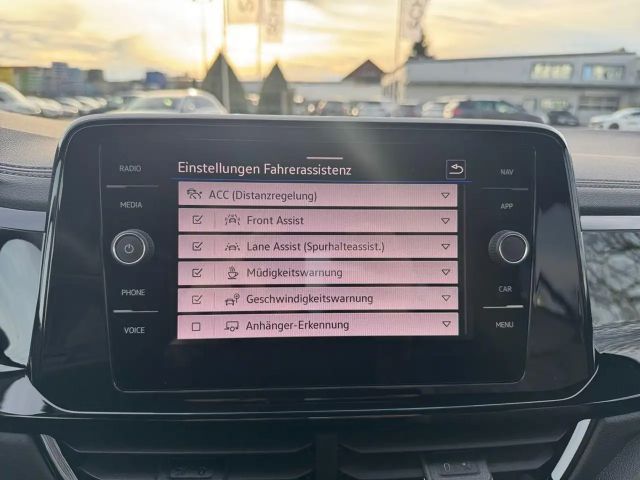 Einstellungen Fahrerassistenz
RADIO
NAV
ACC (Distanzregelung)
MEDIA
APP
Front Assist
Lane Assist (Spurhalteassist.)
Müdigkeitswarnung
PHONE
CAR
Geschwindigkeitswarnung
VOICE
MENU
Anhänger-Erkennung